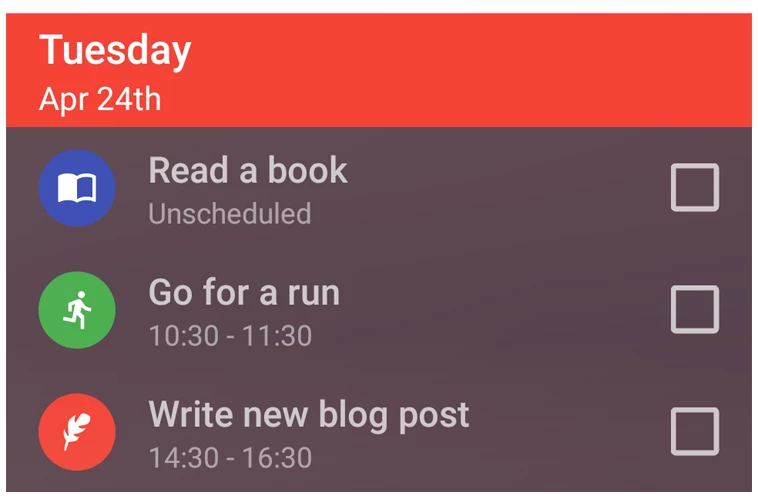 Tuesday
Apr 24th
Read a book
Unscheduled
Go for a run
10:30 - 11:30
Write new blog post
14:30 - 16:30